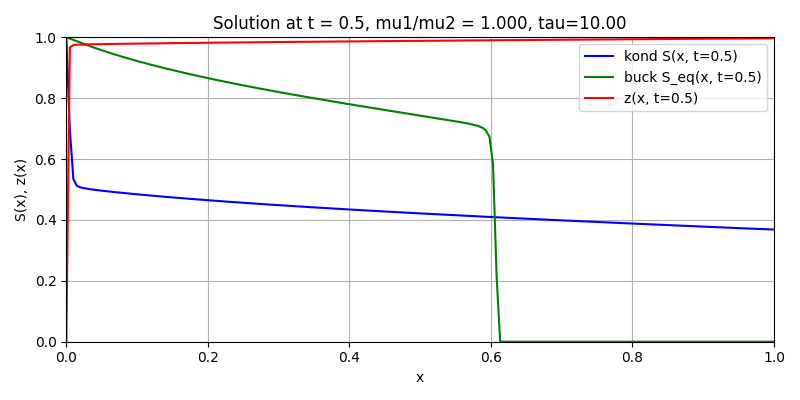 Solution at t = 0.5, mu1/mu2 = 1.000, tau=10.00
1.0
0.8
0.6
0.4
0.2
0.0
S(x), z(x)
kond S(x, t=0.5)
buck S_eq(x, t=0.5)
z(x, t=0.5)
0.0 0.2 0.4 0.6 0.8 1.0
x